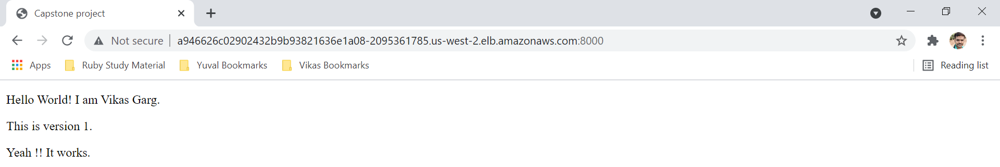 Capstone project
Not secure a946626c02902432b9b93821636e1a08-2095361785.us-west-2.elb.amazonaws.com:8000
Apps Ruby Study Material Yuval Bookmarks Vikas Bookmarks Reading list
Hello World! I am Vikas Garg.
This is version 1.
Yeah !! It works.